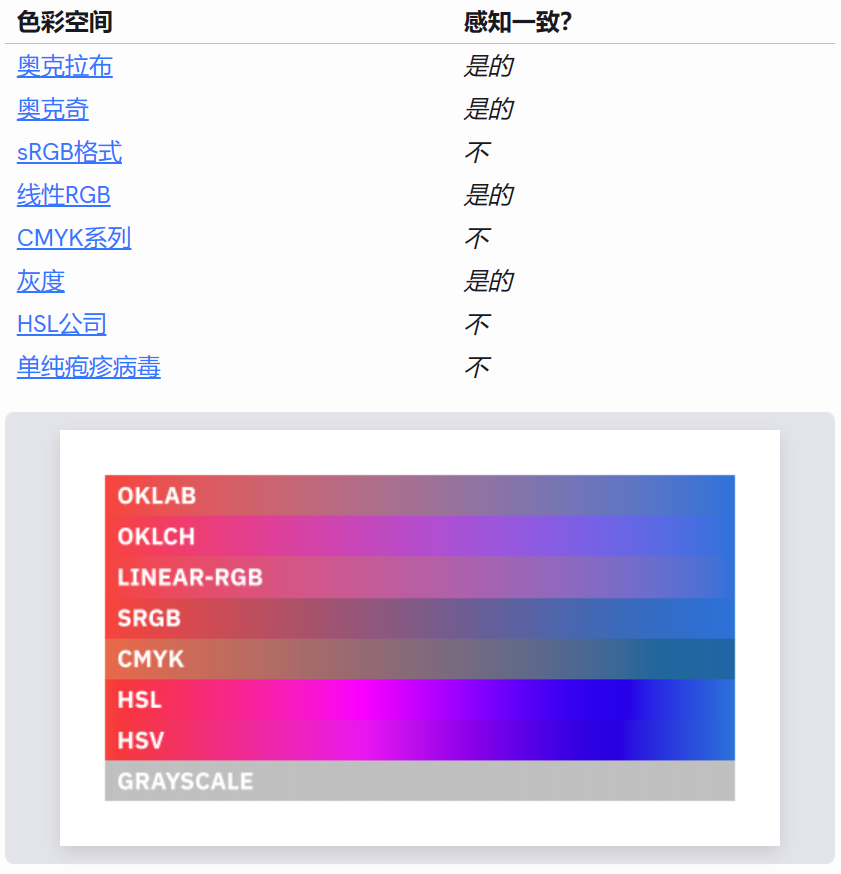 色彩空间 感知一致？
奥克拉布 是的
奥克奇 是的
sRGB格式 不
线性RGB 是的
CMYK系列 不
灰度 是的
HSL公司 不
单纯疱疹病毒 不
OKLAB
OKLCH
LINEAR-RGB
SRGB
CMYK
HSL
HSV
GRAYSCALE